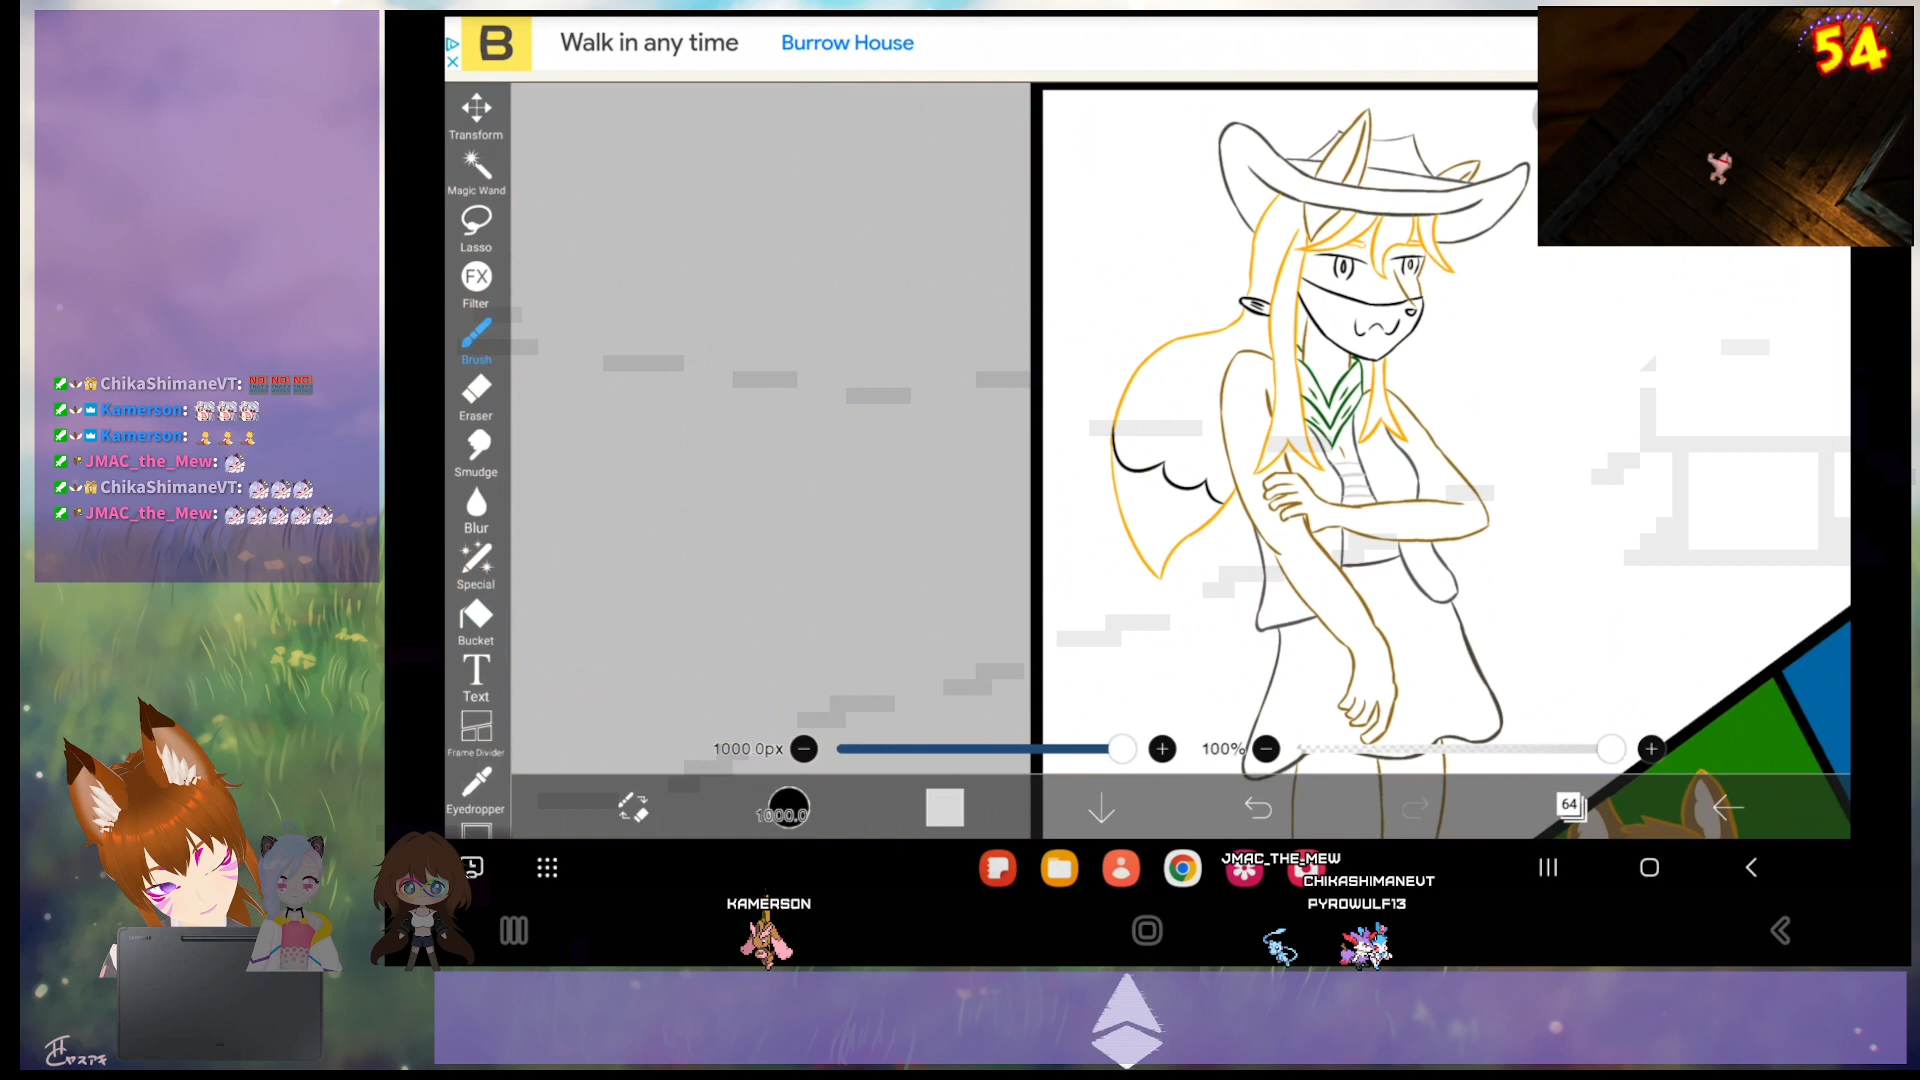 B Walk in any time Burrow House
54
Transform
Magic Wand
Lasso
FX
Filter
Brush
Eraser
Smudge
Blur
Special
Bucket
T
Text
Frame Divider
Eyedropper
ChikaShimaneVT:
Kamerson:
Kamerson:
JMAC_the_Mew:
ChikaShimaneVT:
JMAC_the_Mew:
1000.0px
100%
1000.0
64
JMAC_THE_MEW
CHIKASHIMANEVT
KAMERSON
PYROWULF13